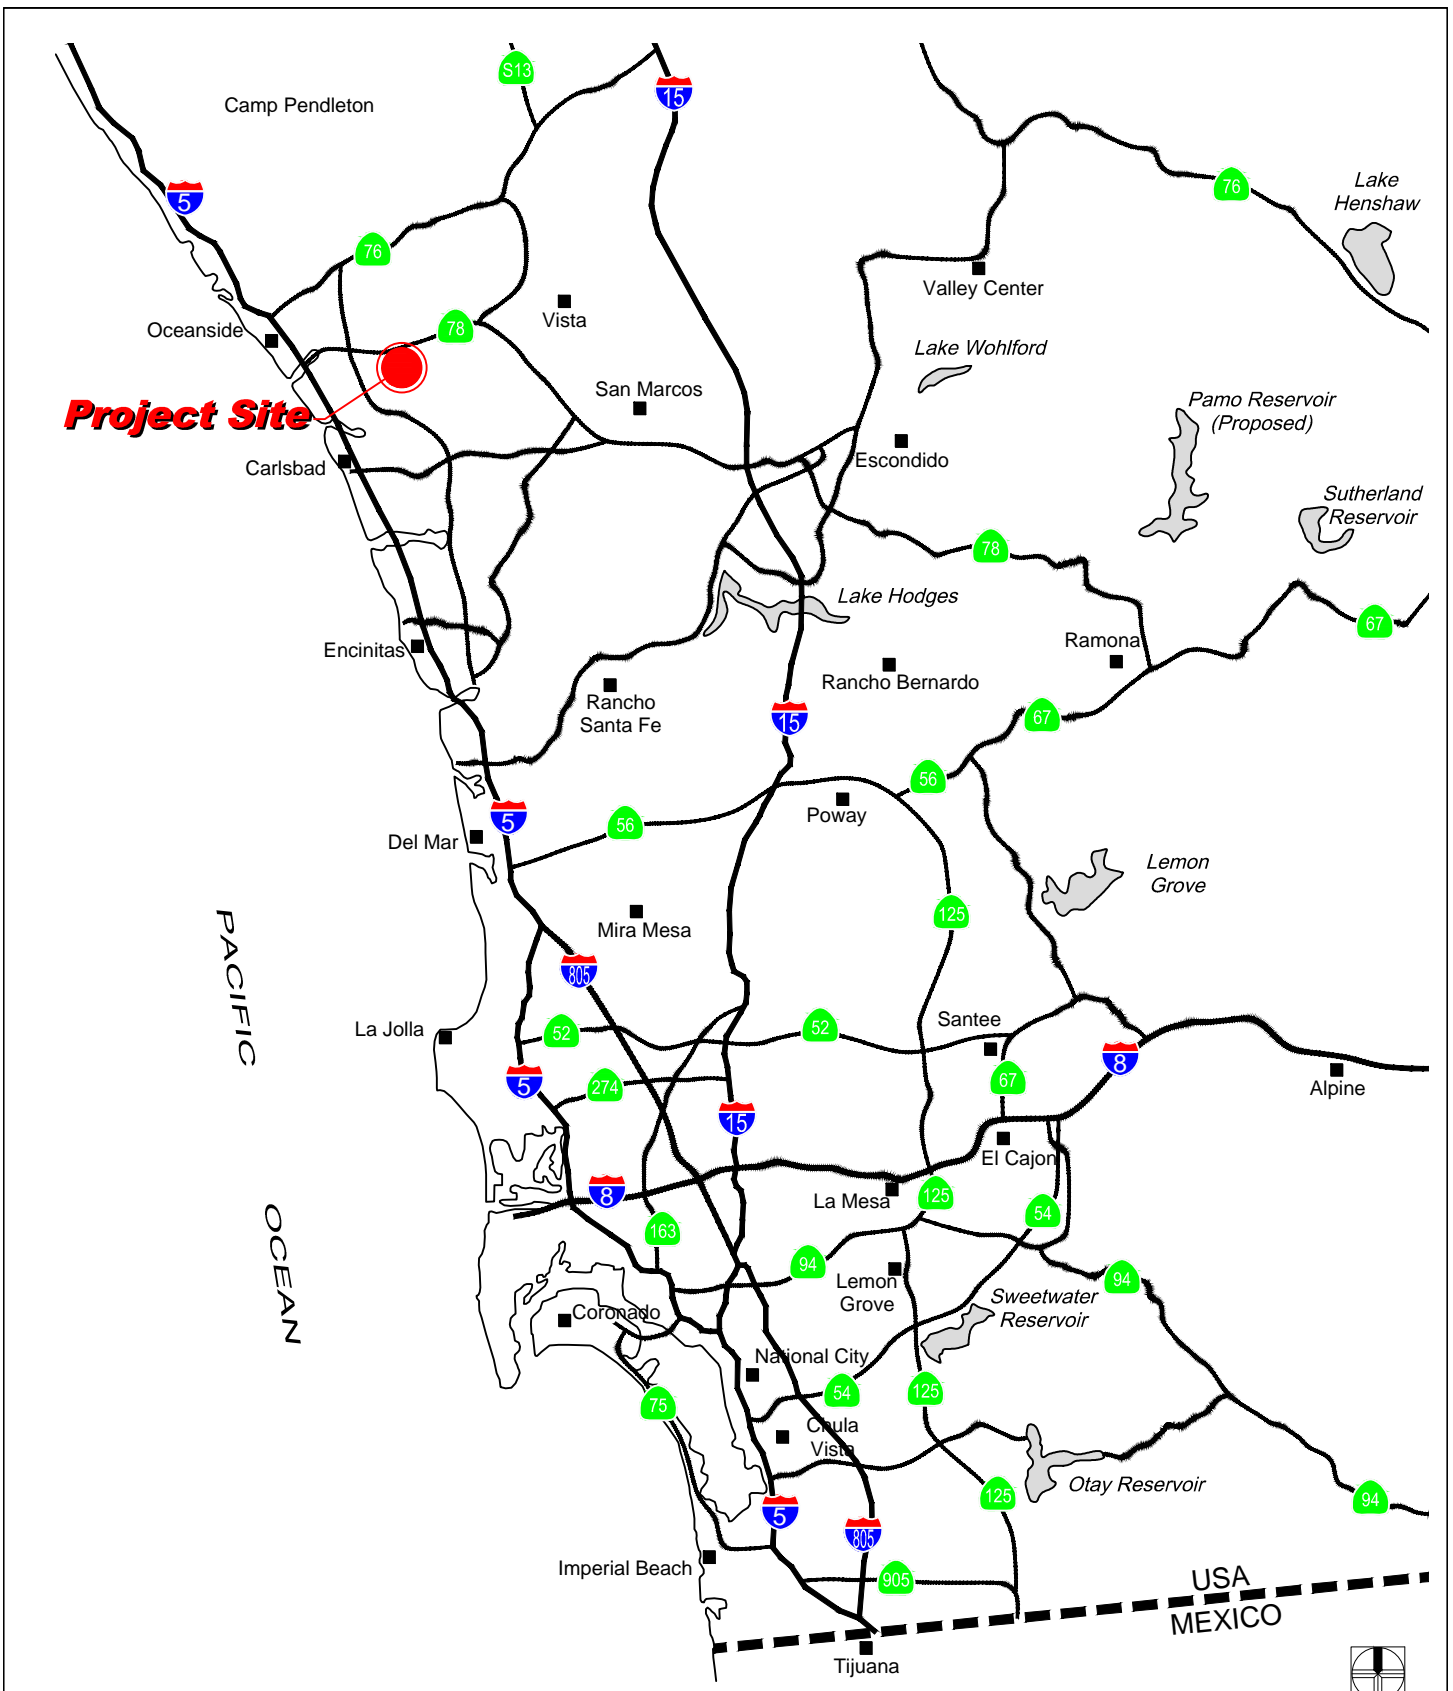 S13
15
Camp Pendleton
76
Lake
Henshaw
5
76
Valley Center
Vista
Oceanside
78
Lake Wohlford
San Marcos
Project Site
Pamo Reservoir
(Proposed)
Escondido
Carlsbad
Sutherland
Reservoir
78
Lake Hodges
67
Ramona
Encinitas
Rancho Bernardo
Rancho
Santa Fe
15
67
56
5
Poway
56
Del Mar
Lemon
Grove
125
Mira Mesa
PACIFIC
805
La Jolla
52
52
Santee
8
5
274
67
Alpine
15
El Cajon
8
La Mesa
125
54
163
OCEAN
94
94
Lemon
Grove
Sweetwater
Reservoir
Coronado
National City
54
125
75
Chula
Vista
Otay Reservoir
125
94
5
805
Imperial Beach
905
USA
MEXICO
Tijuana